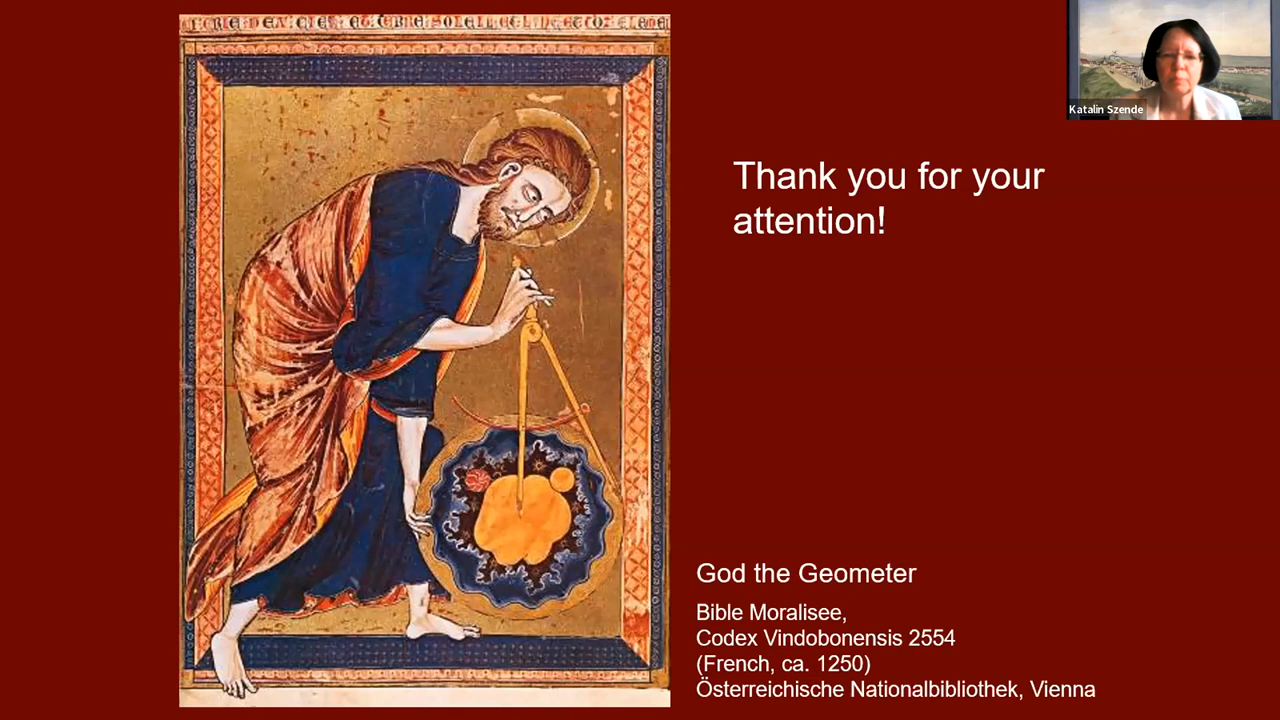 Katalin Szende
Thank you for your
attention!
God the Geometer
Bible Moralisee,
Codex Vindobonensis 2554
(French, ca. 1250)
Österreichische Nationalbibliothek, Vienna